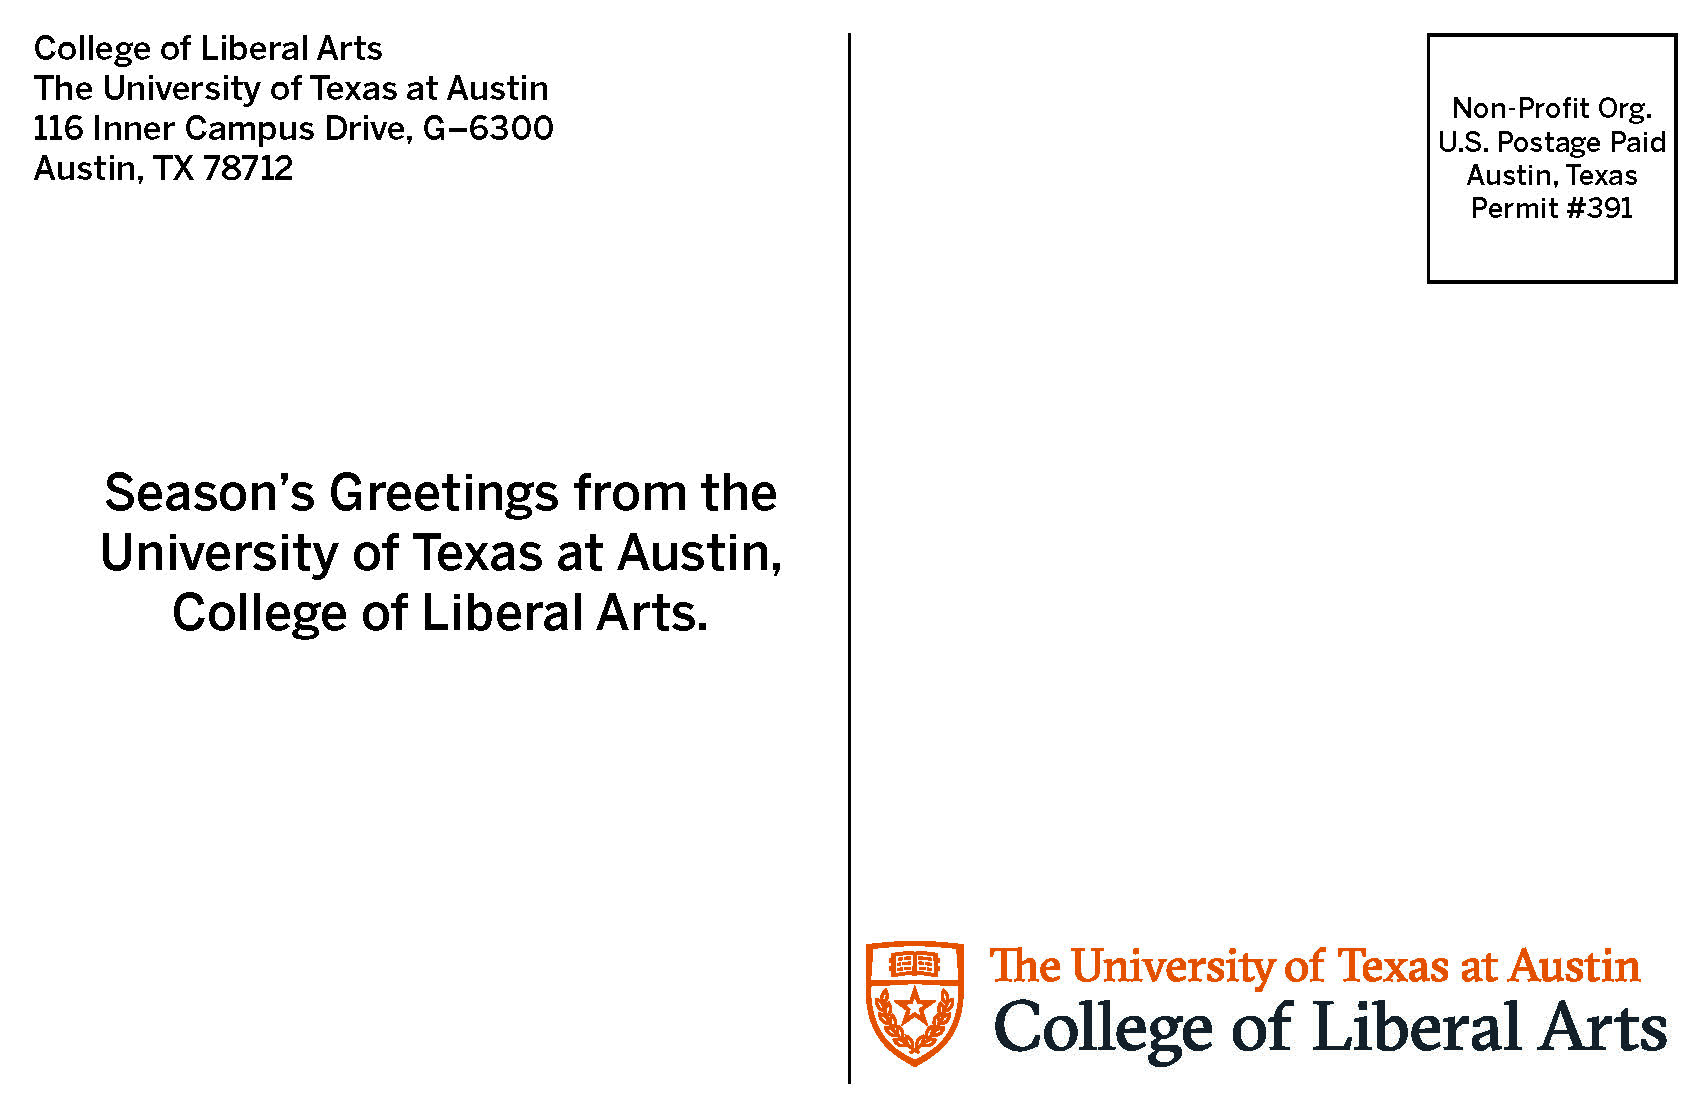 College of Liberal Arts
The University of Texas at Austin
116 Inner Campus Drive, G–6300
Austin, TX 78712
Season’s Greetings from the
University of Texas at Austin,
College of Liberal Arts.
Non-Profit Org.
U.S. Postage Paid
Austin, Texas
Permit #391
The University of Texas at Austin
College of Liberal Arts